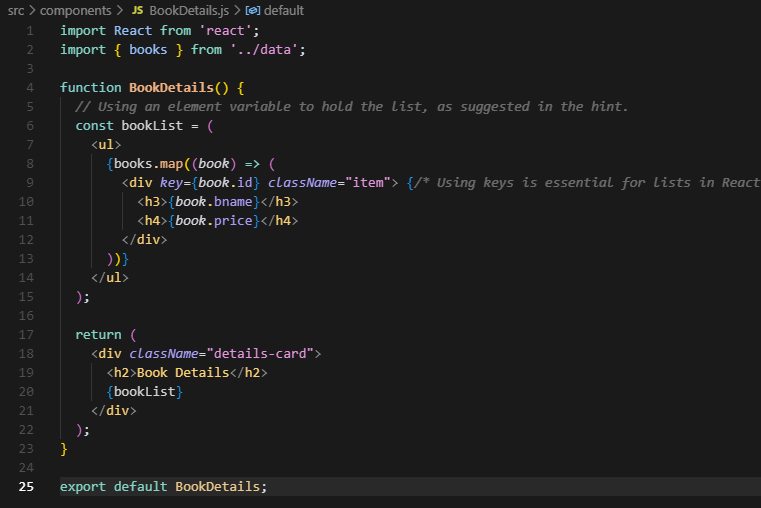 src > components > JS BookDetails.js > default
1 import React from 'react';
2 import { books } from '../data';
3
4 function BookDetails() {
5   // Using an element variable to hold the list, as suggested in the hint.
6   const bookList = (
7     <ul>
8       {books.map((book) => (
9         <div key={book.id} className="item"> {/* Using keys is essential for lists in React
10           <h3>{book.bname}</h3>
11           <h4>{book.price}</h4>
12         </div>
13       ))}
14     </ul>
15   );
16
17   return (
18     <div className="details-card">
19       <h2>Book Details</h2>
20       {bookList}
21     </div>
22   );
23 }
24
25 export default BookDetails;